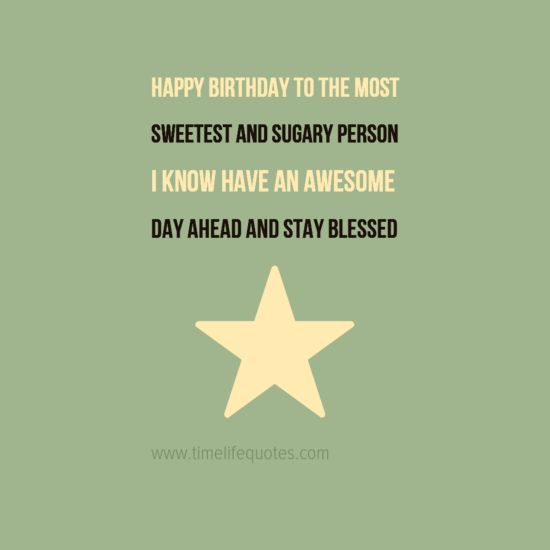 HAPPY BIRTHDAY TO THE MOST
SWEETEST AND SUGARY PERSON
I KNOW HAVE AN AWESOME
DAY AHEAD AND STAY BLESSED
www.timelifequotes.com